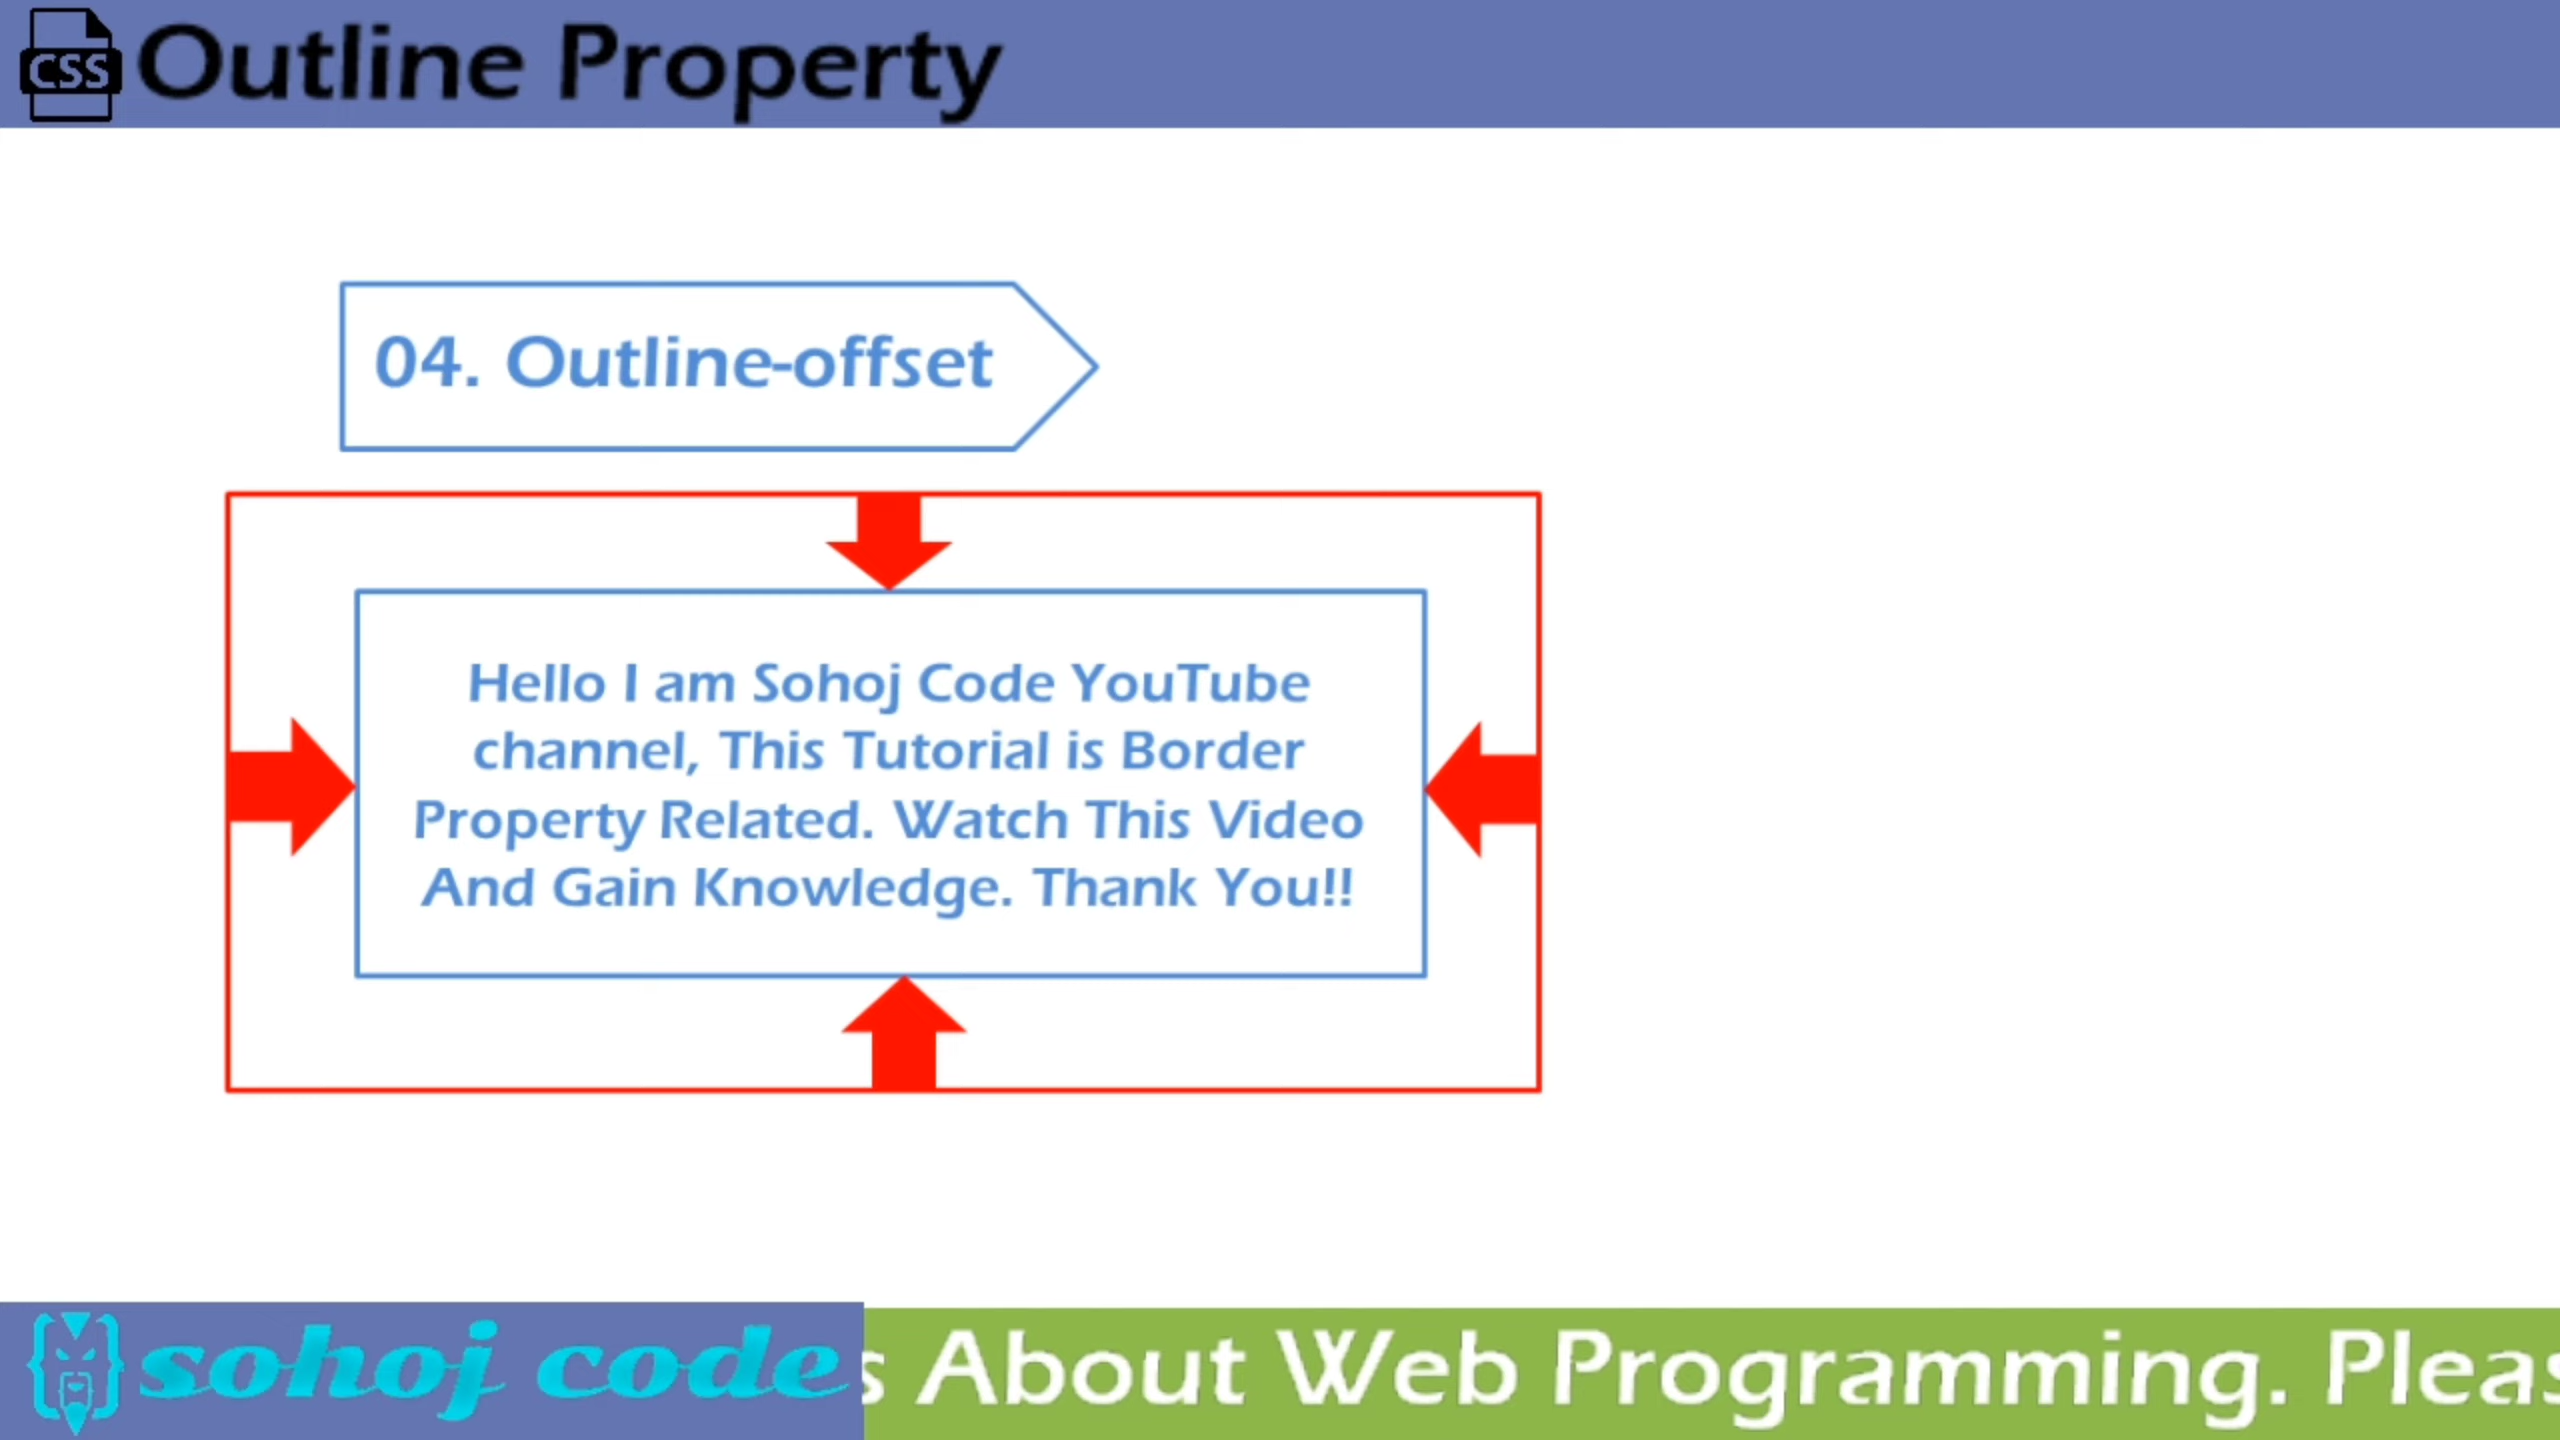 CSS Outline Property
04. Outline-offset
Hello I am Sohoj Code YouTube
channel, This Tutorial is Border
Property Related. Watch This Video
And Gain Knowledge. Thank You!!
sohoj code
About Web Programming.